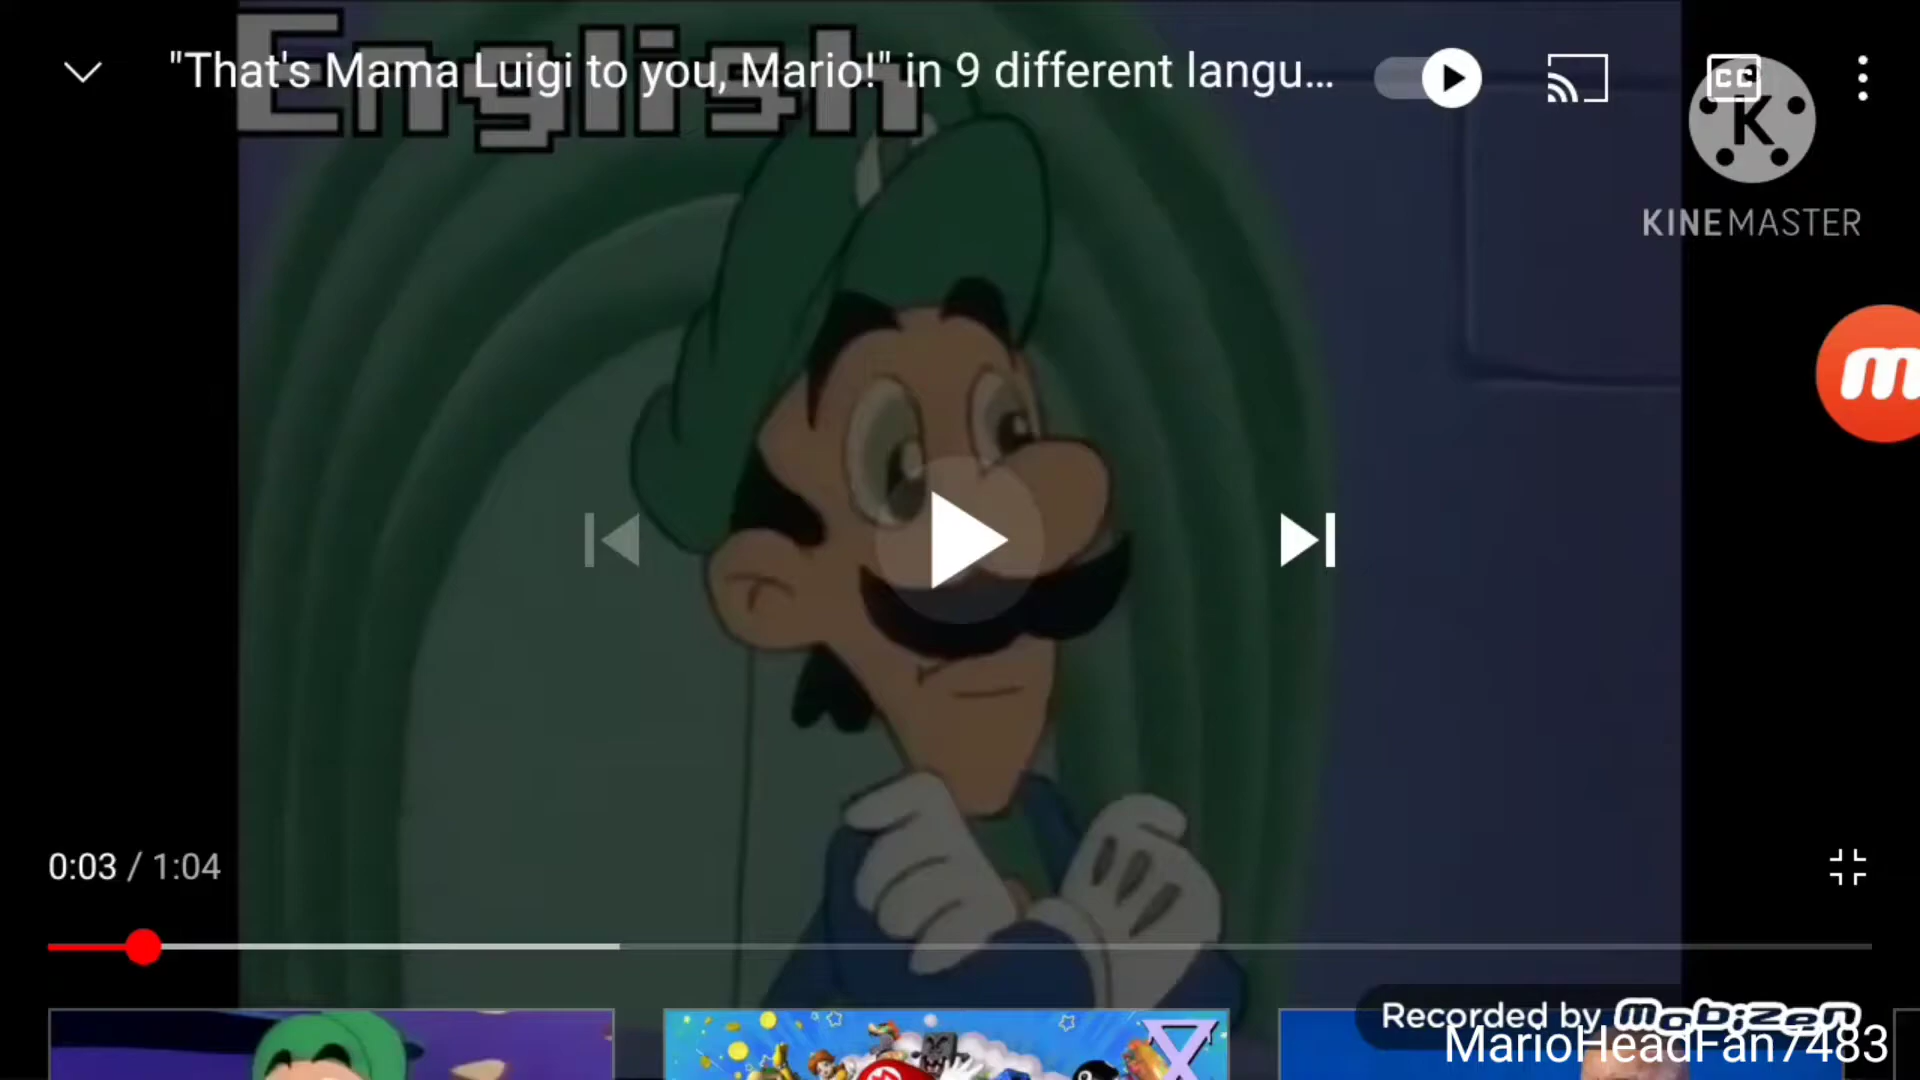 English
"That's Mama Luigi to you, Mario!" in 9 different langu...
CC
K
KINEMASTER
m
0:03 / 1:04
Recorded by mobizen
MarioHeadFan7483